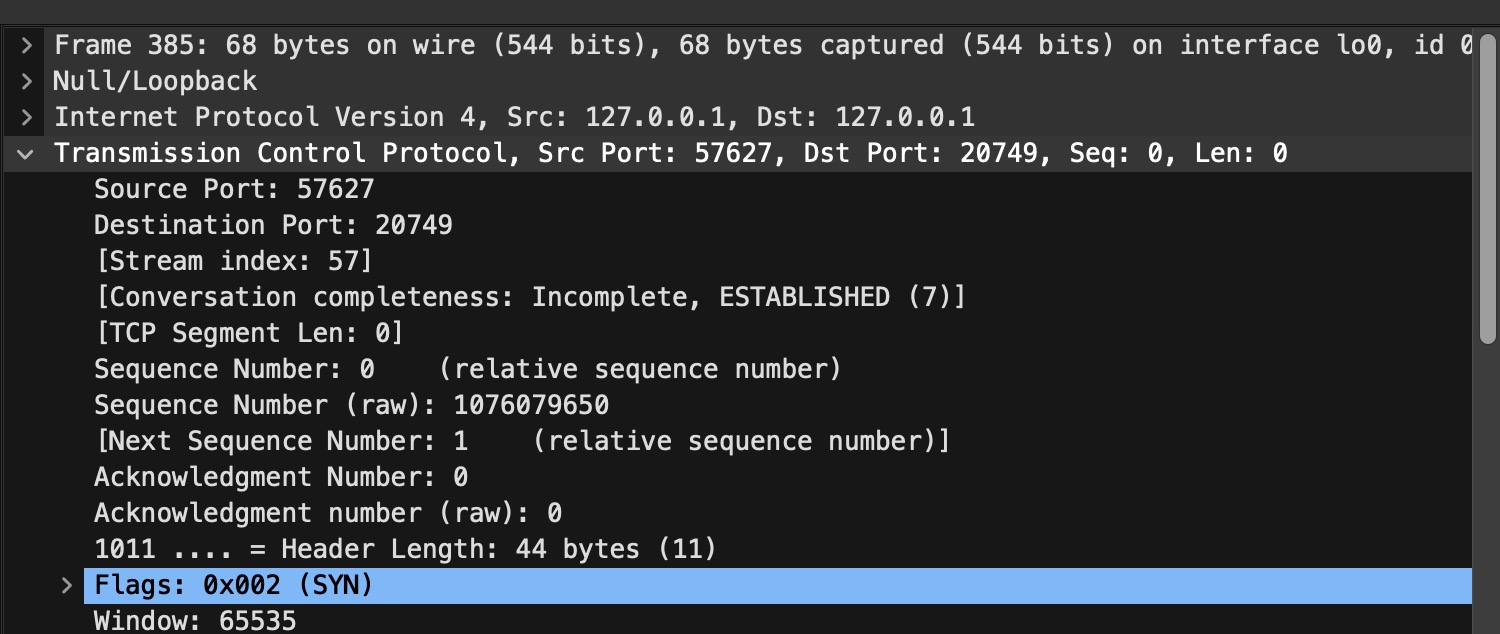 Frame 385: 68 bytes on wire (544 bits), 68 bytes captured (544 bits) on interface lo0, id 0
Null/Loopback
Internet Protocol Version 4, Src: 127.0.0.1, Dst: 127.0.0.1
Transmission Control Protocol, Src Port: 57627, Dst Port: 20749, Seq: 0, Len: 0
Source Port: 57627
Destination Port: 20749
[Stream index: 57]
[Conversation completeness: Incomplete, ESTABLISHED (7)]
[TCP Segment Len: 0]
Sequence Number: 0    (relative sequence number)
Sequence Number (raw): 1076079650
[Next Sequence Number: 1    (relative sequence number)]
Acknowledgment Number: 0
Acknowledgment number (raw): 0
1011 .... = Header Length: 44 bytes (11)
Flags: 0x002 (SYN)
Window: 65535